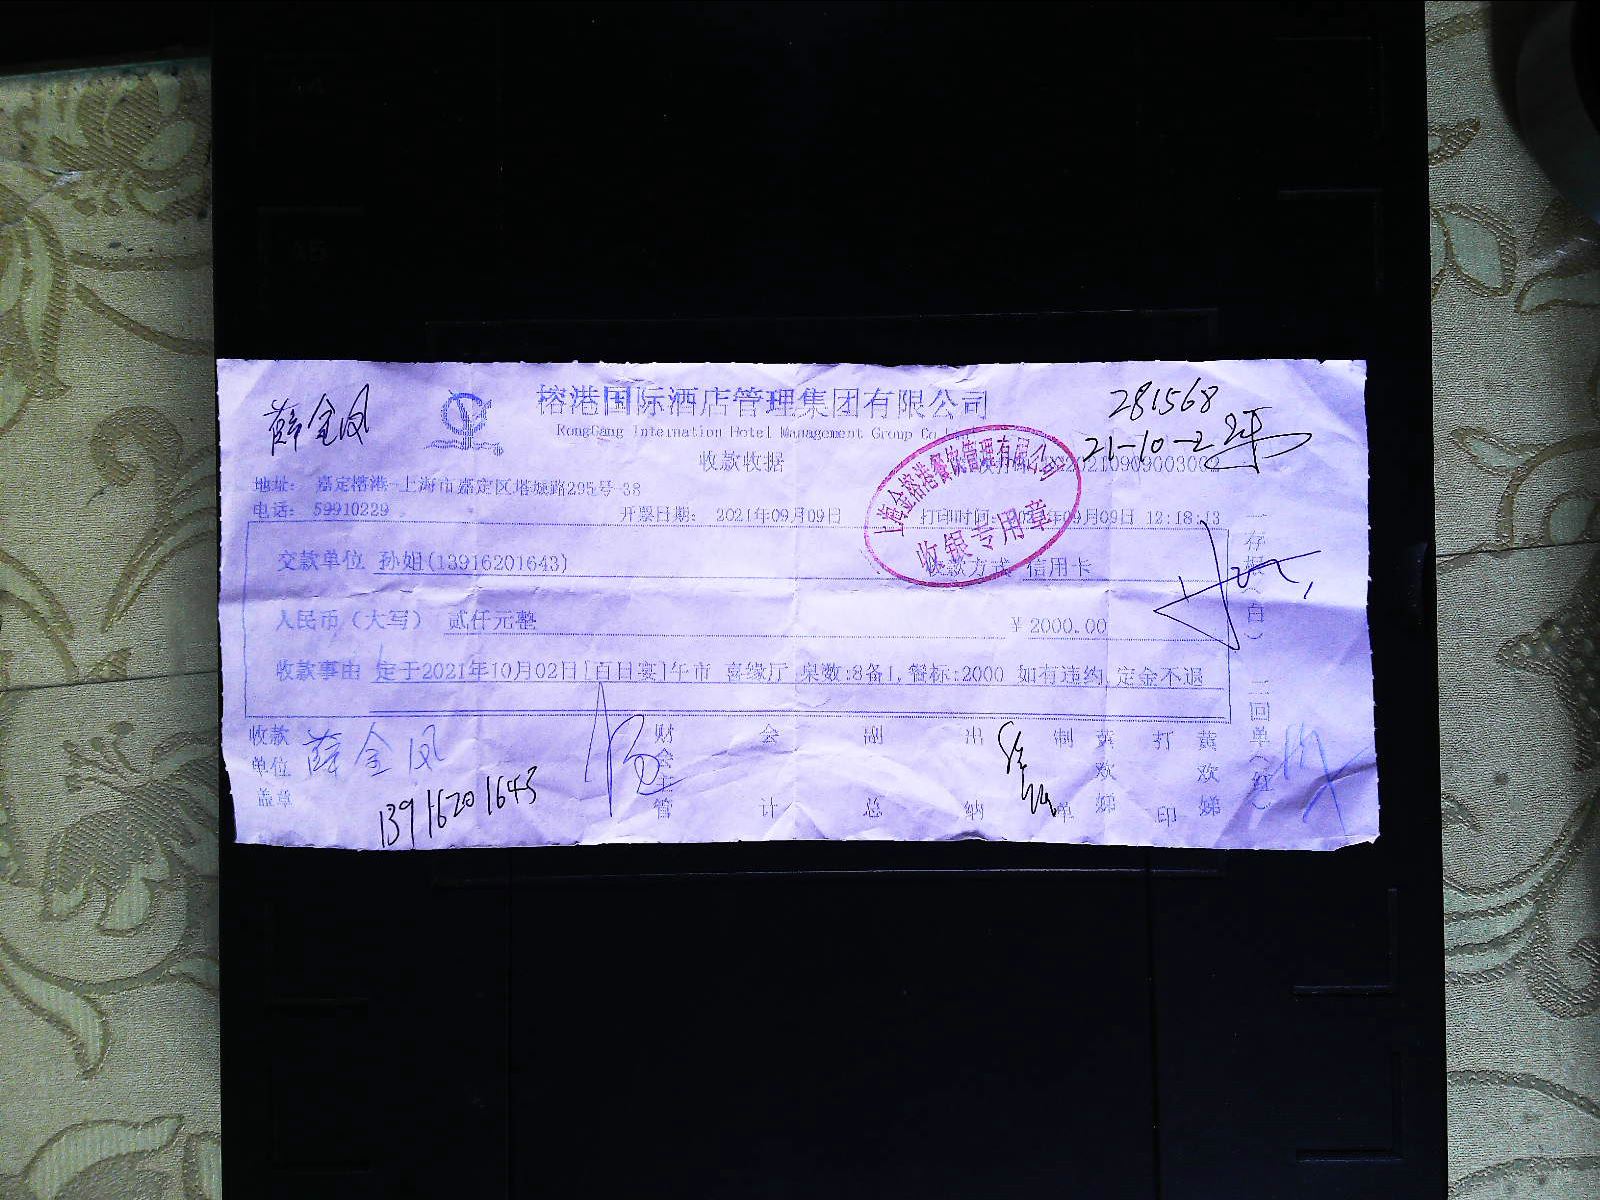 薛金凤
榕港国际酒店管理集团有限公司
281568
RongGang Internation Hotel Management Group Co
21-10-2
收款收据
20210909003002
地址: 嘉定榕港-上海市嘉定区塔城路295号-38
电话: 59910229
开票日期: 2021年09月09日
打印时间: 年09月09日 12:18:13
上海金榕港餐饮管理有限公司
收银专用章
交款单位 孙姐(13916201643)
收款方式 信用卡
人民币(大写) 贰仟元整
¥ 2000.00
收款事由 定于2021年10月02日[百日宴]午市 喜缘厅 桌数:8备1,餐标:2000 如有违约,定金不退
一存根(白) 二回单(红)
收款单位盖章
薛金凤
13916201643
财会主管
会计
副总
出纳
制单
黄欢娣
打印
黄欢娣